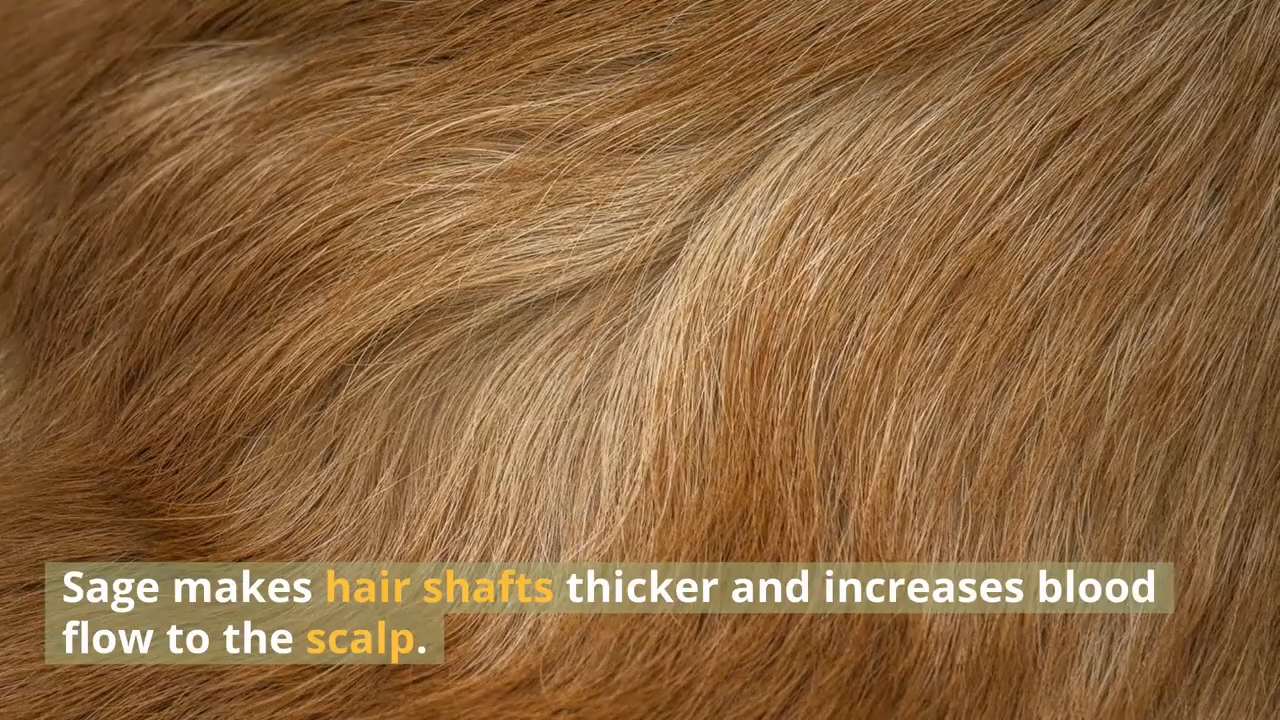 Sage makes hair shafts thicker and increases blood
flow to the scalp.